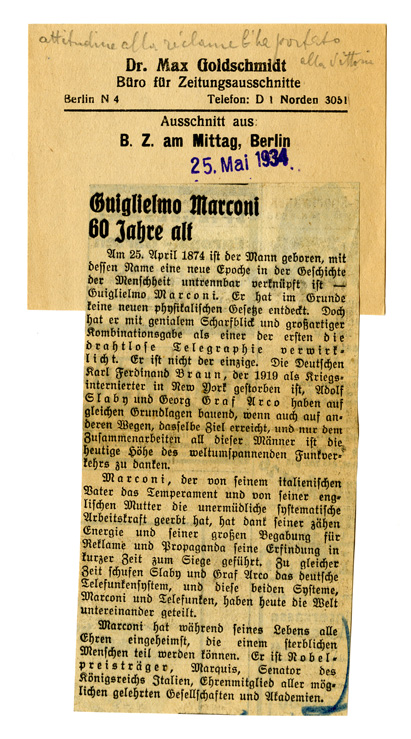 attitudine alla réclame l'ha portato
alla vittoria
Dr. Max Goldschmidt
Büro für Zeitungsausschnitte
Berlin N 4 Telefon: D 1 Norden 3051
Ausschnitt aus:
B. Z. am Mittag, Berlin
25. Mai 1934
Guiglielmo Marconi
60 Jahre alt
Am 25. April 1874 ist der Mann geboren, mit
dessen Name eine neue Epoche in der Geschichte
der Menschheit untrennbar verknüpft ist —
Guiglielmo Marconi. Er hat im Grunde
keine neuen physikalischen Gesetze entdeckt. Doch
hat er mit genialem Scharfblick und großartiger
Kombinationsgabe als einer der ersten die
drahtlose Telegraphie verwirk-
licht. Er ist nicht der einzige. Die Deutschen
Karl Ferdinand Braun, der 1919 als Kriegs-
internierter in New York gestorben ist, Adolf
Slaby und Georg Graf Arco haben auf
gleichen Grundlagen bauend, wenn auch auf an-
deren Wegen, dasselbe Ziel erreicht, und nur dem
Zusammenarbeiten all dieser Männer ist die
heutige Höhe des weltumspannenden Funkver-
kehrs zu danken.
Marconi, der von seinem italienischen
Vater das Temperament und von seiner eng-
lischen Mutter die unermüdliche systematische
Arbeitskraft geerbt hat, hat dank seiner zähen
Energie und seiner großen Begabung für
Reklame und Propaganda seine Erfindung in
kurzer Zeit zum Siege geführt. Zu gleicher
Zeit schufen Slaby und Graf Arco das deutsche
Telefunkensystem, und diese beiden Systeme,
Marconi und Telefunken, haben heute die Welt
untereinander geteilt.
Marconi hat während seines Lebens alle
Ehren eingeheimst, die einem sterblichen
Menschen teil werden können. Er ist Nobel-
preisträger, Marquis, Senator des
Königreichs Italien, Ehrenmitglied aller mög-
lichen gelehrten Gesellschaften und Akademien.